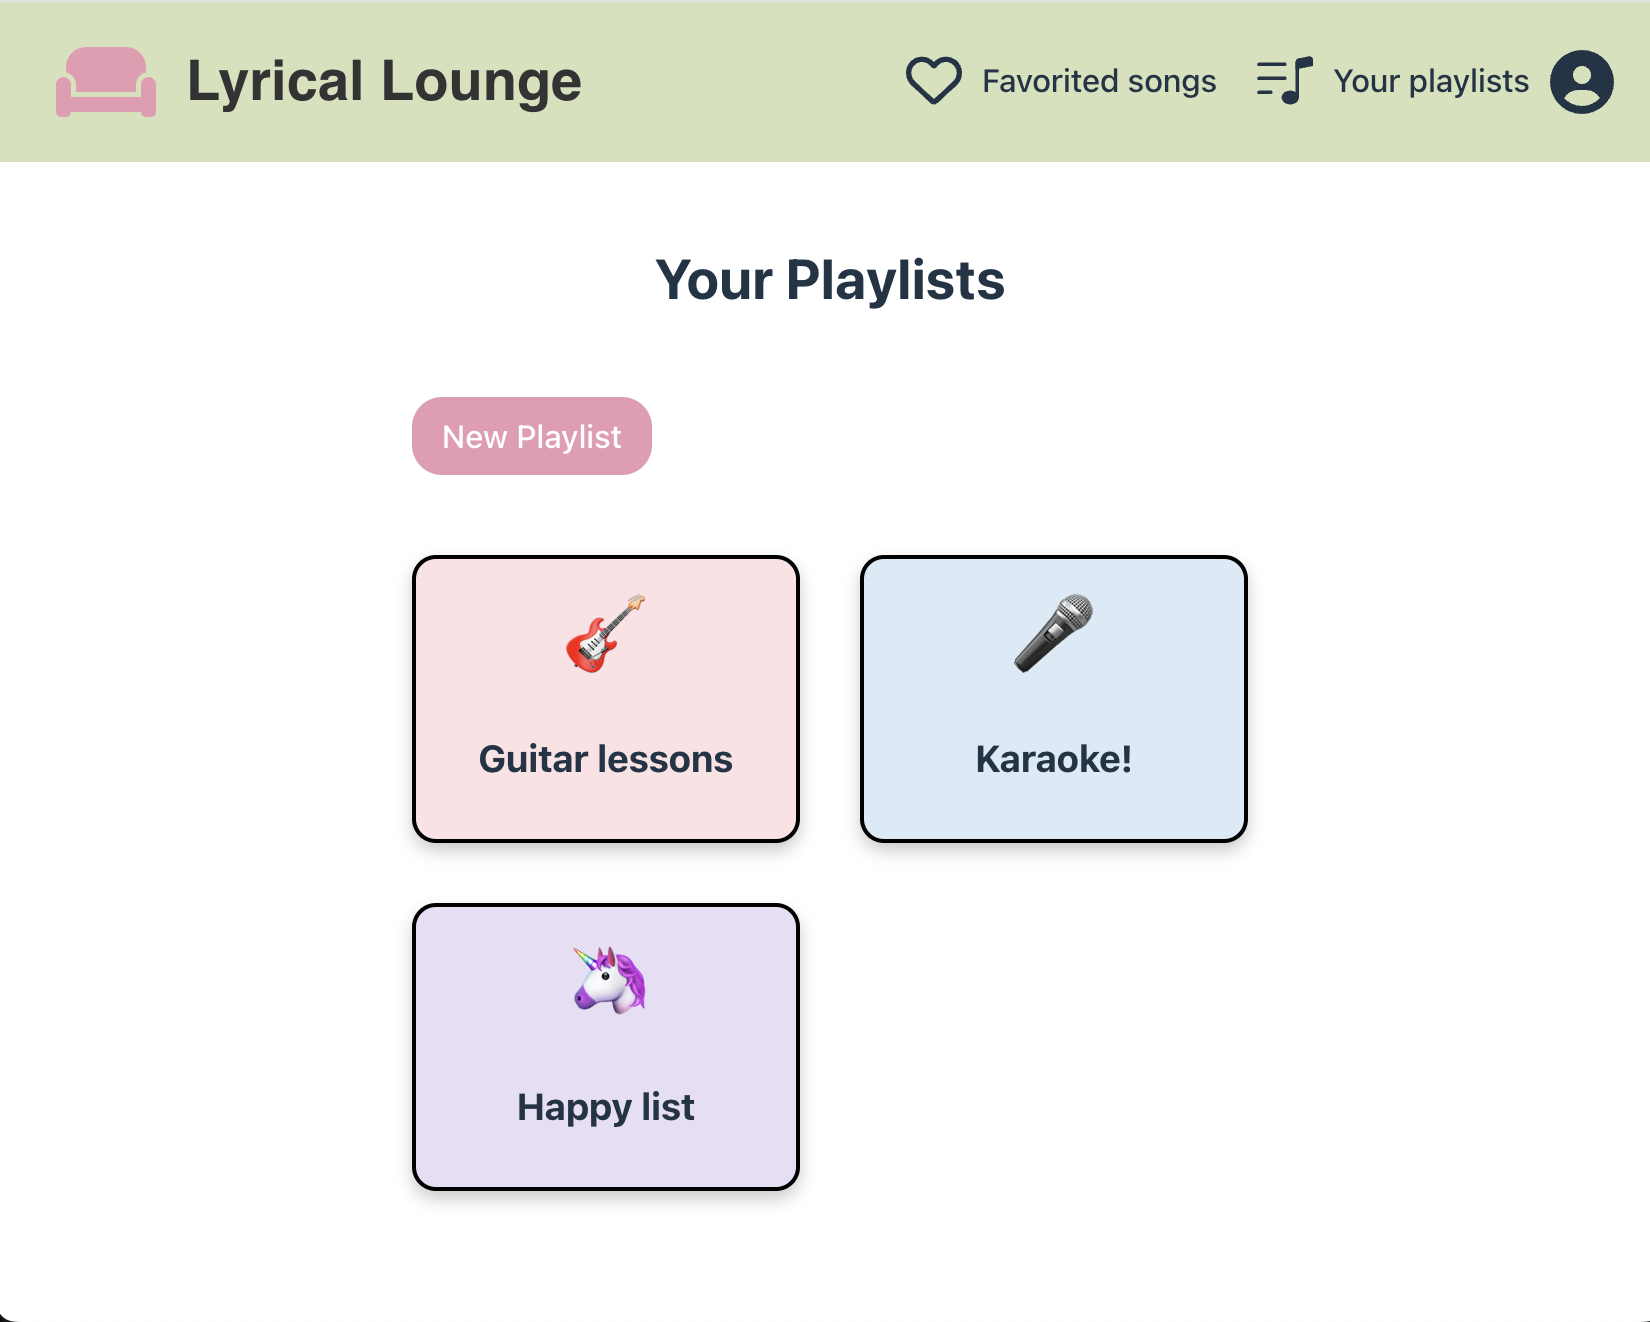 Lyrical Lounge
Favorited songs
Your playlists
Your Playlists
New Playlist
Guitar lessons
Karaoke!
Happy list